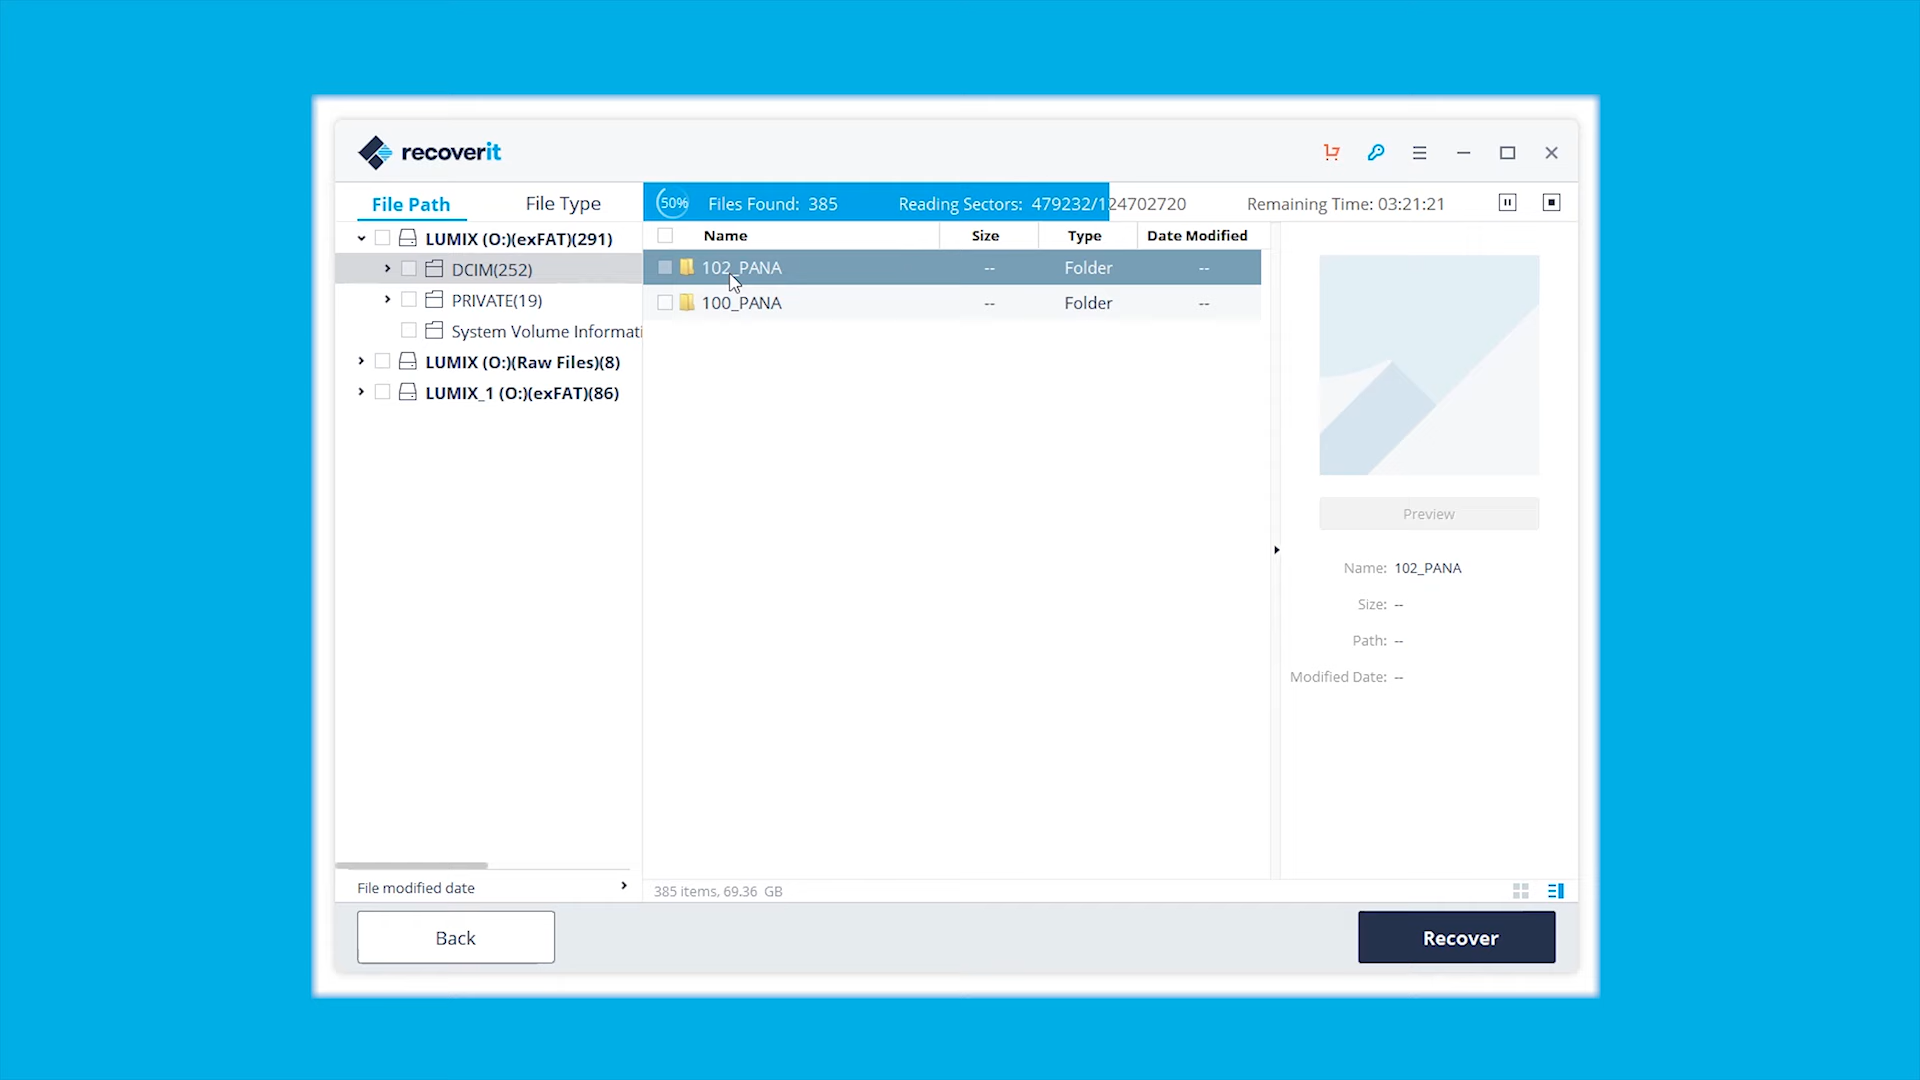 recoverit
File Path File Type
50% Files Found: 385 Reading Sectors: 479232/124702720 Remaining Time: 03:21:21
LUMIX (O:)(exFAT)(291)
DCIM(252)
PRIVATE(19)
System Volume Informati
LUMIX (O:)(Raw Files)(8)
LUMIX_1 (O:)(exFAT)(86)
Name Size Type Date Modified
102_PANA -- Folder --
100_PANA -- Folder --
Preview
Name: 102_PANA
Size: --
Path: --
Modified Date: --
File modified date
385 items, 69.36 GB
Back
Recover